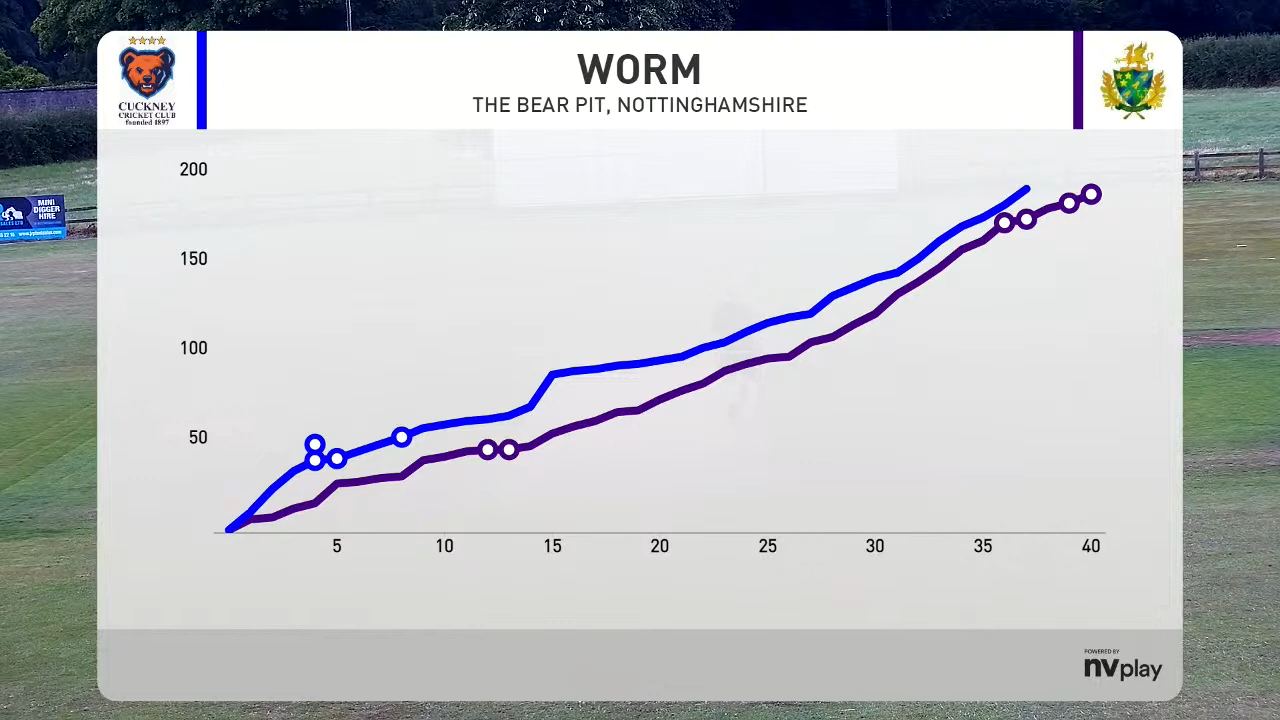 WORM
THE BEAR PIT, NOTTINGHAMSHIRE
CUCKNEY
CRICKET CLUB
founded 1897
200
150
100
50
5 10 15 20 25 30 35 40
MINI
DIGGER
HIRE
POWERED BY
nvplay